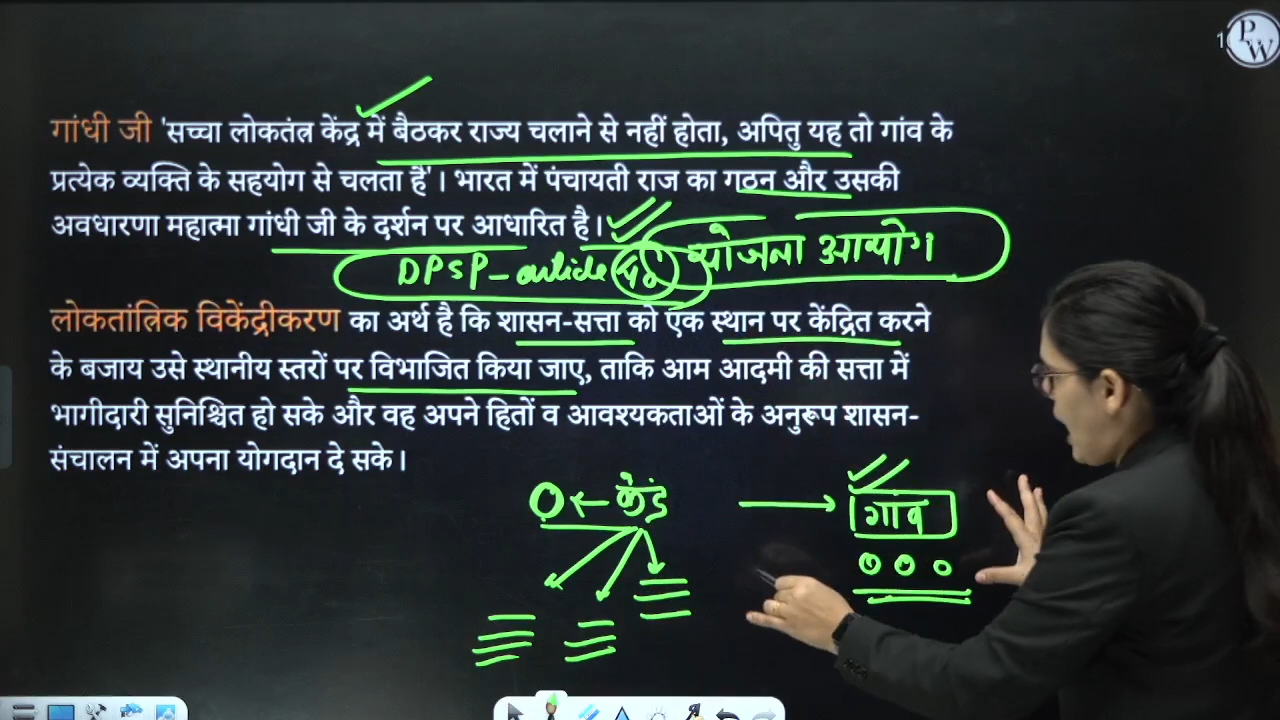 PW
1
गांधी जी 'सच्चा लोकतंत्र केंद्र में बैठकर राज्य चलाने से नहीं होता, अपितु यह तो गांव के
प्रत्येक व्यक्ति के सहयोग से चलता है'। भारत में पंचायती राज का गठन और उसकी
अवधारणा महात्मा गांधी जी के दर्शन पर आधारित है।
योजना आयोग
DPSP - article 40
लोकतांत्रिक विकेंद्रीकरण का अर्थ है कि शासन-सत्ता को एक स्थान पर केंद्रित करने
के बजाय उसे स्थानीय स्तरों पर विभाजित किया जाए, ताकि आम आदमी की सत्ता में
भागीदारी सुनिश्चित हो सके और वह अपने हितों व आवश्यकताओं के अनुरूप शासन-
संचालन में अपना योगदान दे सके।
केंद्र
गाव